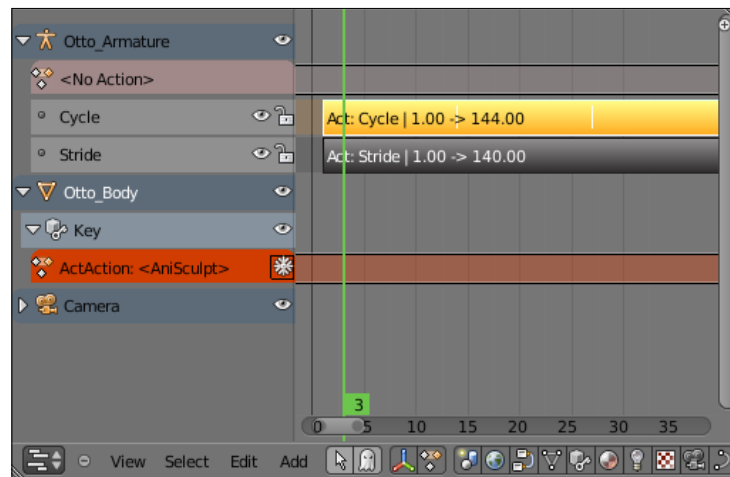 Otto_Armature
<No Action>
Cycle
Act: Cycle | 1.00 -> 144.00
Stride
Act: Stride | 1.00 -> 140.00
Otto_Body
Key
ActAction: <AniSculpt>
Camera
3
0 5 10 15 20 25 30 35
View Select Edit Add